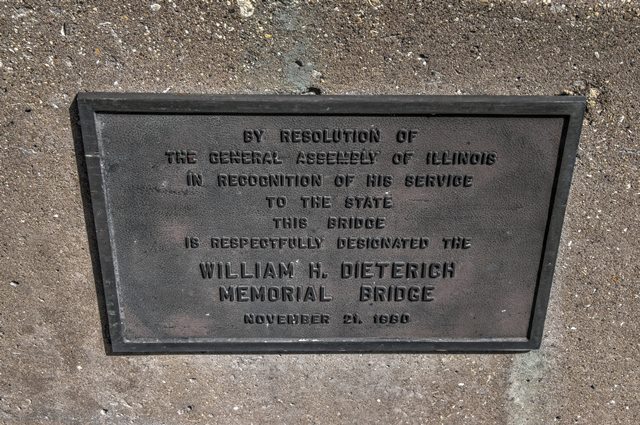 BY RESOLUTION OF
THE GENERAL ASSEMBLY OF ILLINOIS
IN RECOGNITION OF HIS SERVICE
TO THE STATE
THIS BRIDGE
IS RESPECTFULLY DESIGNATED THE
WILLIAM H. DIETERICH
MEMORIAL BRIDGE
NOVEMBER 21.